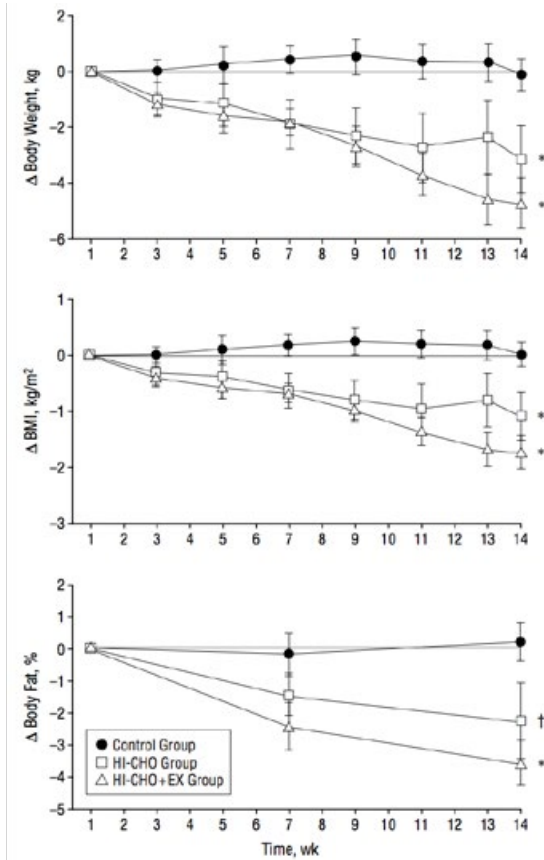 Δ Body Weight, kg
2
0
−2
−4
−6
*
*
1 2 3 4 5 6 7 8 9 10 11 12 13 14
Δ BMI, kg/m²
1
0
−1
−2
−3
*
*
1 2 3 4 5 6 7 8 9 10 11 12 13 14
Δ Body Fat, %
2
1
0
−1
−2
−3
−4
−5
†
*
Control Group
HI-CHO Group
HI-CHO+EX Group
1 2 3 4 5 6 7 8 9 10 11 12 13 14
Time, wk